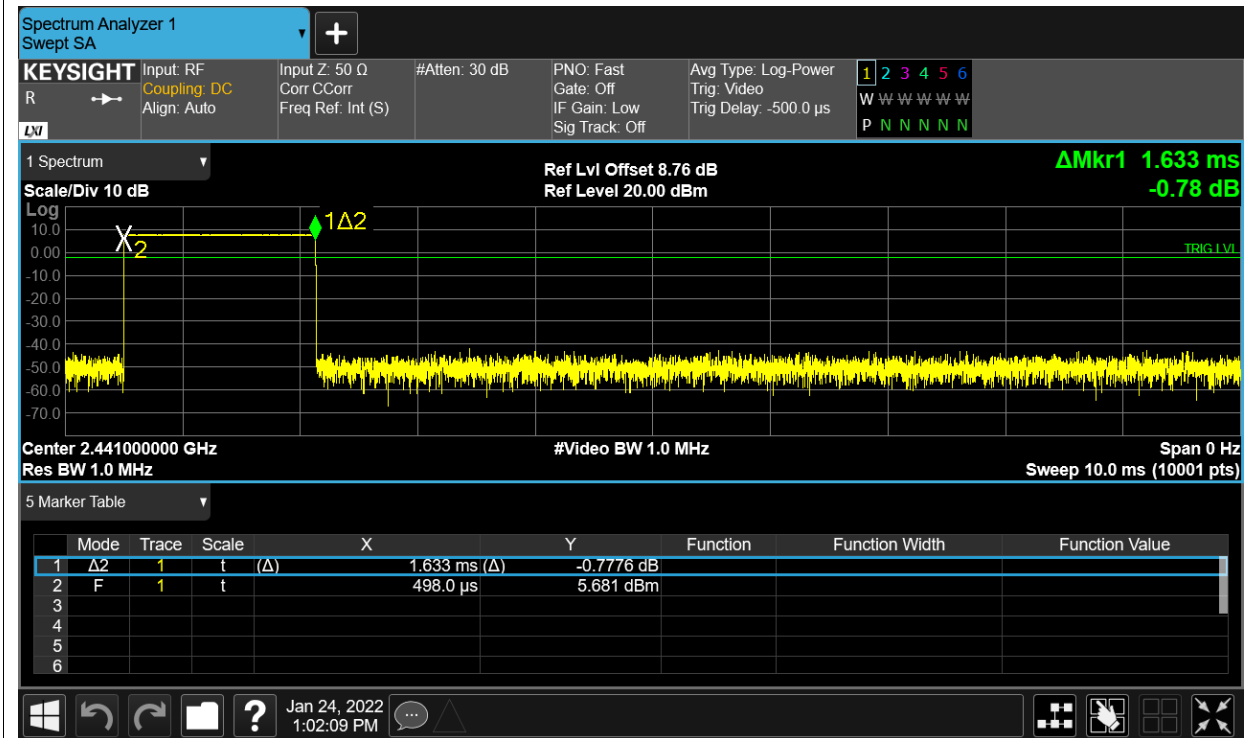 Spectrum Analyzer 1
Swept SA
KEYSIGHT
R
LXI
Input: RF
Coupling: DC
Align: Auto
Input Z: 50 Ω
Corr CCorr
Freq Ref: Int (S)
#Atten: 30 dB
PNO: Fast
Gate: Off
IF Gain: Low
Sig Track: Off
Avg Type: Log-Power
Trig: Video
Trig Delay: -500.0 µs
1 2 3 4 5 6
W W W W W W
P N N N N N
1 Spectrum
Scale/Div 10 dB
Ref Lvl Offset 8.76 dB
Ref Level 20.00 dBm
ΔMkr1 1.633 ms
-0.78 dB
Log
10.0
0.00
-10.0
-20.0
-30.0
-40.0
-50.0
-60.0
-70.0
2
1Δ2
TRIG LVL
Center 2.441000000 GHz
#Video BW 1.0 MHz
Span 0 Hz
Res BW 1.0 MHz
Sweep 10.0 ms (10001 pts)
5 Marker Table
Mode Trace Scale X Y Function Function Width Function Value
1 Δ2 1 t (Δ) 1.633 ms (Δ) -0.7776 dB
2 F 1 t 498.0 µs 5.681 dBm
3
4
5
6
?
Jan 24, 2022
1:02:09 PM